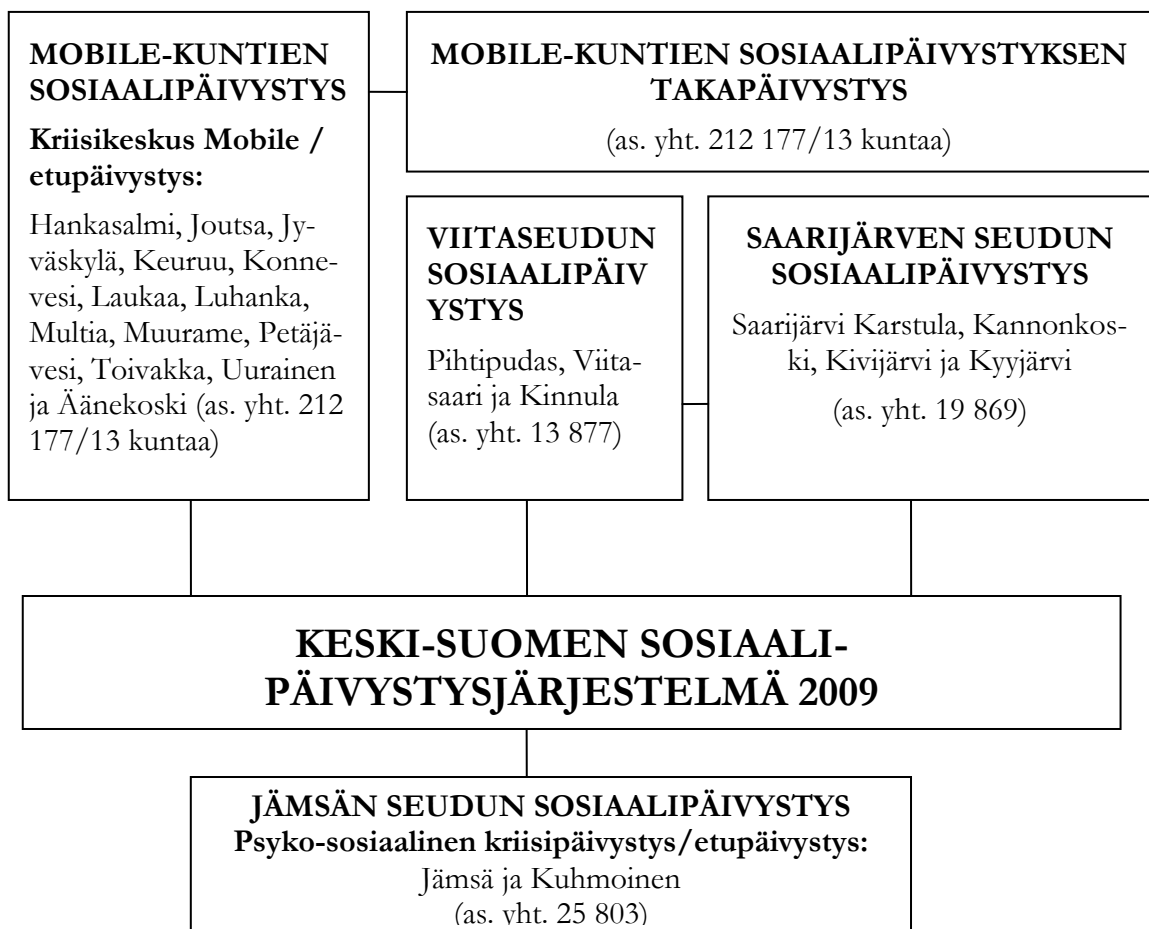 MOBILE-KUNTIEN
SOSIAALIPÄIVYSTYS
Kriisikeskus Mobile /
etupäivystys:
Hankasalmi, Joutsa, Jy-
väskylä, Keuruu, Konne-
vesi, Laukaa, Luhanka,
Multia, Muurame, Petäjä-
vesi, Toivakka, Uurainen
ja Äänekoski (as. yht. 212
177/13 kuntaa)
MOBILE-KUNTIEN SOSIAALIPÄIVYSTYKSEN
TAKAPÄIVYSTYS
(as. yht. 212 177/13 kuntaa)
VIITASEUDUN
SOSIAALIPÄIV
YSTYS
Pihtipudas, Viita-
saari ja Kinnula
(as. yht. 13 877)
SAARIJÄRVEN SEUDUN
SOSIAALIPÄIVYSTYS
Saarijärvi Karstula, Kannonkos-
ki, Kivijärvi ja Kyyjärvi
(as. yht. 19 869)
KESKI-SUOMEN SOSIAALI-
PÄIVYSTYSJÄRJESTELMÄ 2009
JÄMSÄN SEUDUN SOSIAALIPÄIVYSTYS
Psyko-sosiaalinen kriisipäivystys/etupäivystys:
Jämsä ja Kuhmoinen
(as. yht. 25 803)